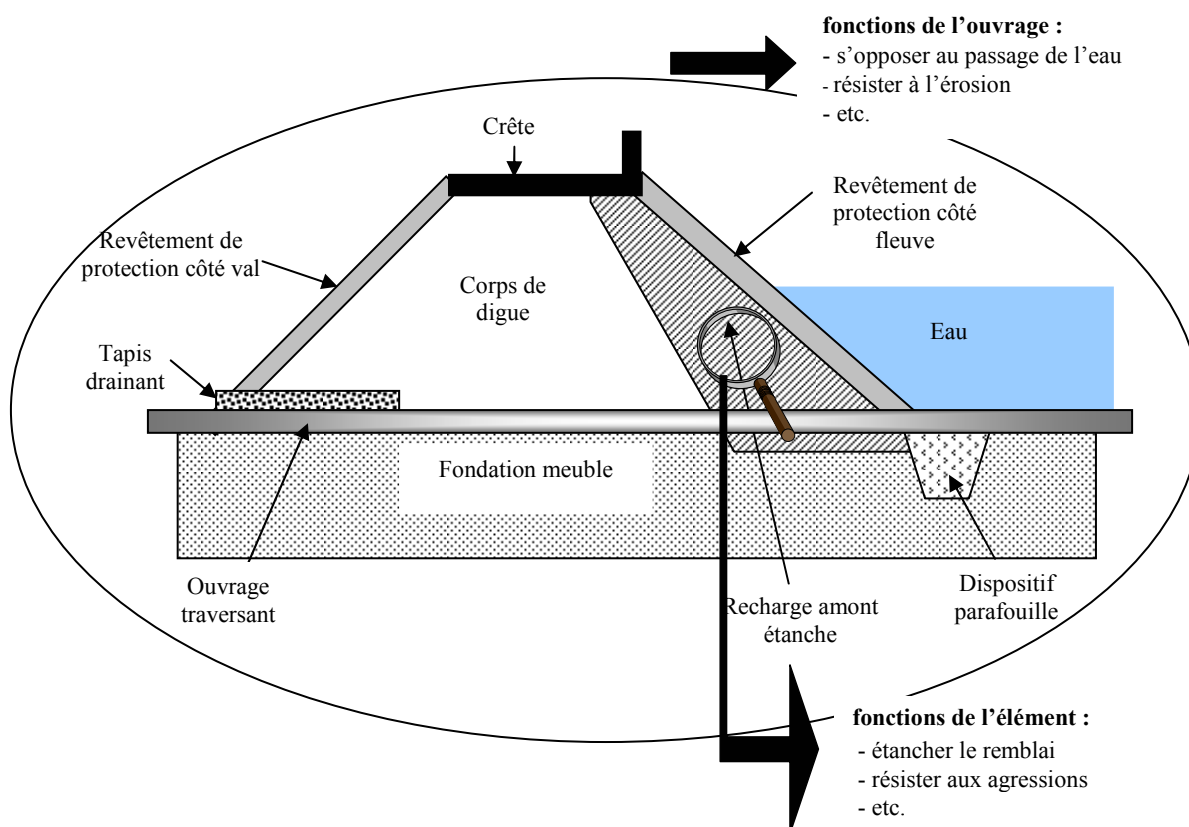 fonctions de l'ouvrage :
- s'opposer au passage de l'eau
- résister à l'érosion
- etc.
Crête
Revêtement de
protection côté
fleuve
Revêtement de
protection côté val
Corps de
digue
Eau
Tapis
drainant
Fondation meuble
Ouvrage
traversant
Recharge amont
étanche
Dispositif
parafouille
fonctions de l'élément :
- étancher le remblai
- résister aux agressions
- etc.